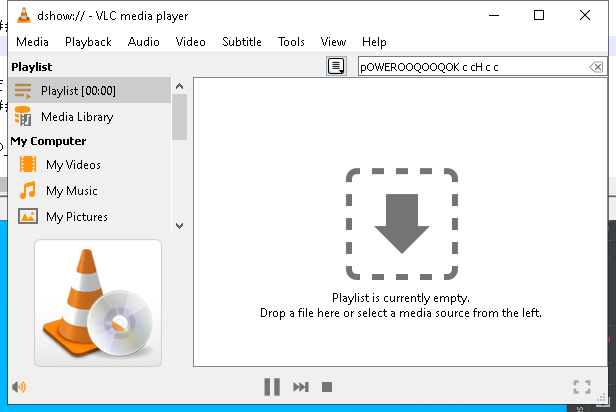 dshow:// - VLC media player
Media Playback Audio Video Subtitle Tools View Help
Playlist
pOWEROOQOOQOK c cH c c
Playlist [00:00]
Media Library
My Computer
My Videos
My Music
My Pictures
Playlist is currently empty.
Drop a file here or select a media source from the left.